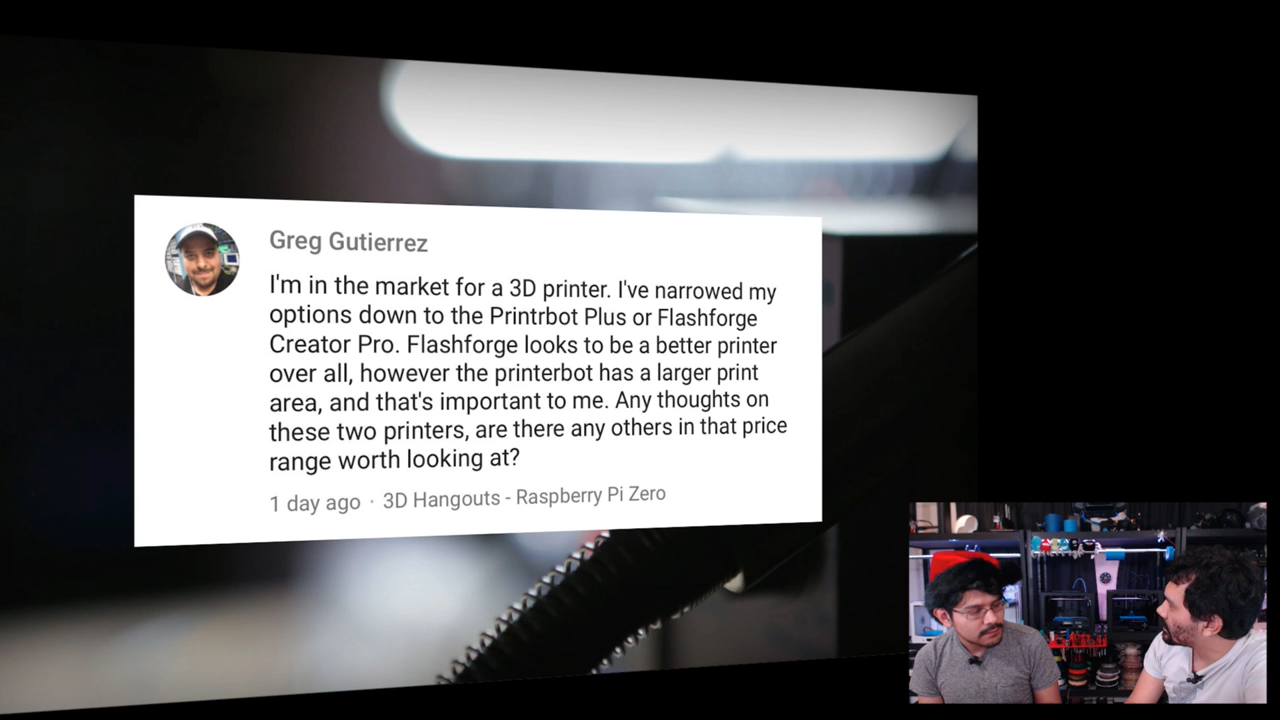 Greg Gutierrez
I'm in the market for a 3D printer. I've narrowed my
options down to the Printrbot Plus or Flashforge
Creator Pro. Flashforge looks to be a better printer
over all, however the printerbot has a larger print
area, and that's important to me. Any thoughts on
these two printers, are there any others in that price
range worth looking at?
1 day ago · 3D Hangouts - Raspberry Pi Zero